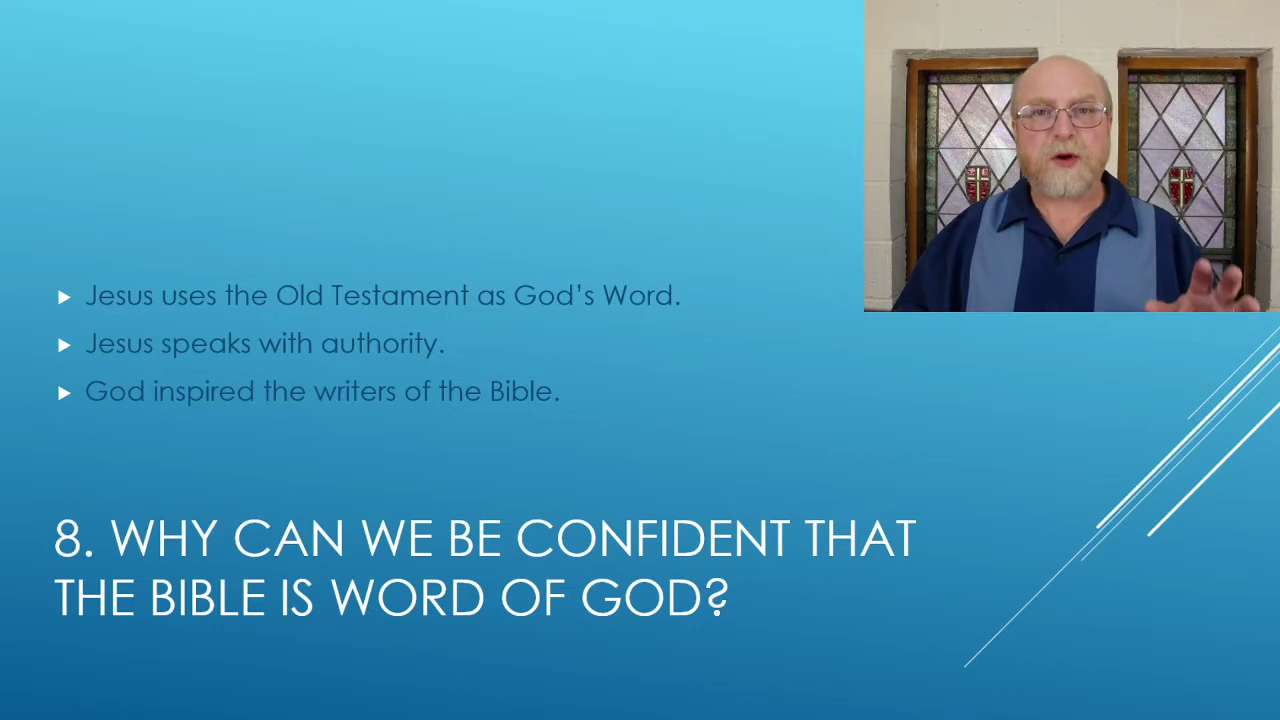 Jesus uses the Old Testament as God’s Word.
Jesus speaks with authority.
God inspired the writers of the Bible.
8. WHY CAN WE BE CONFIDENT THAT
THE BIBLE IS WORD OF GOD?